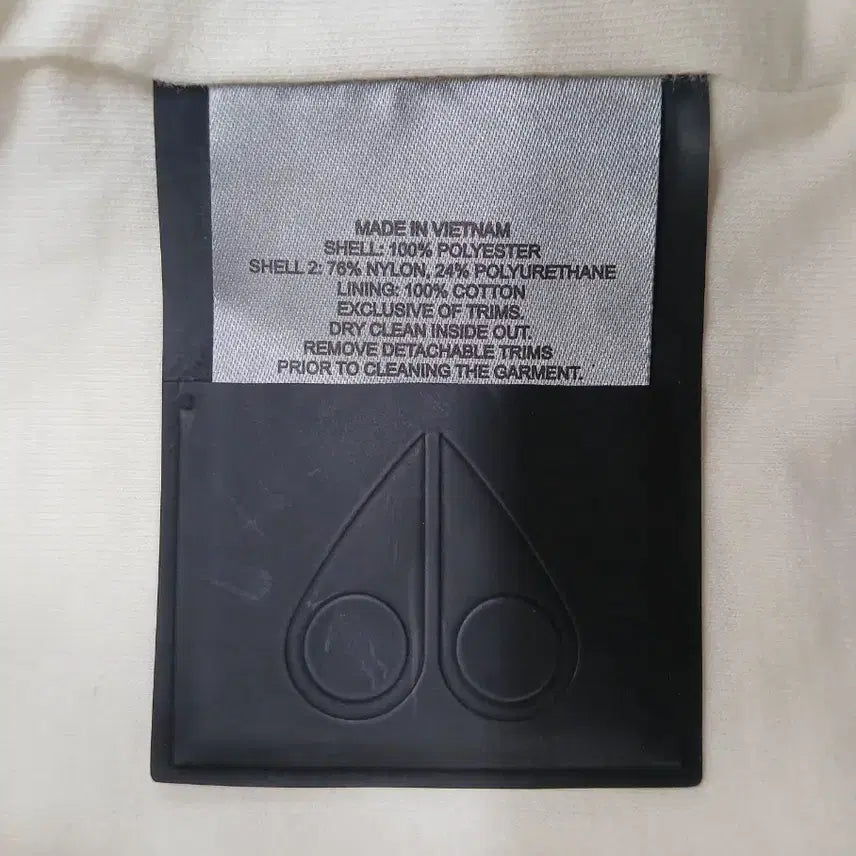 MADE IN VIETNAM
SHELL: 100% POLYESTER
SHELL 2: 76% NYLON, 24% POLYURETHANE
LINING: 100% COTTON
EXCLUSIVE OF TRIMS.
DRY CLEAN INSIDE OUT.
REMOVE DETACHABLE TRIMS
PRIOR TO CLEANING THE GARMENT.